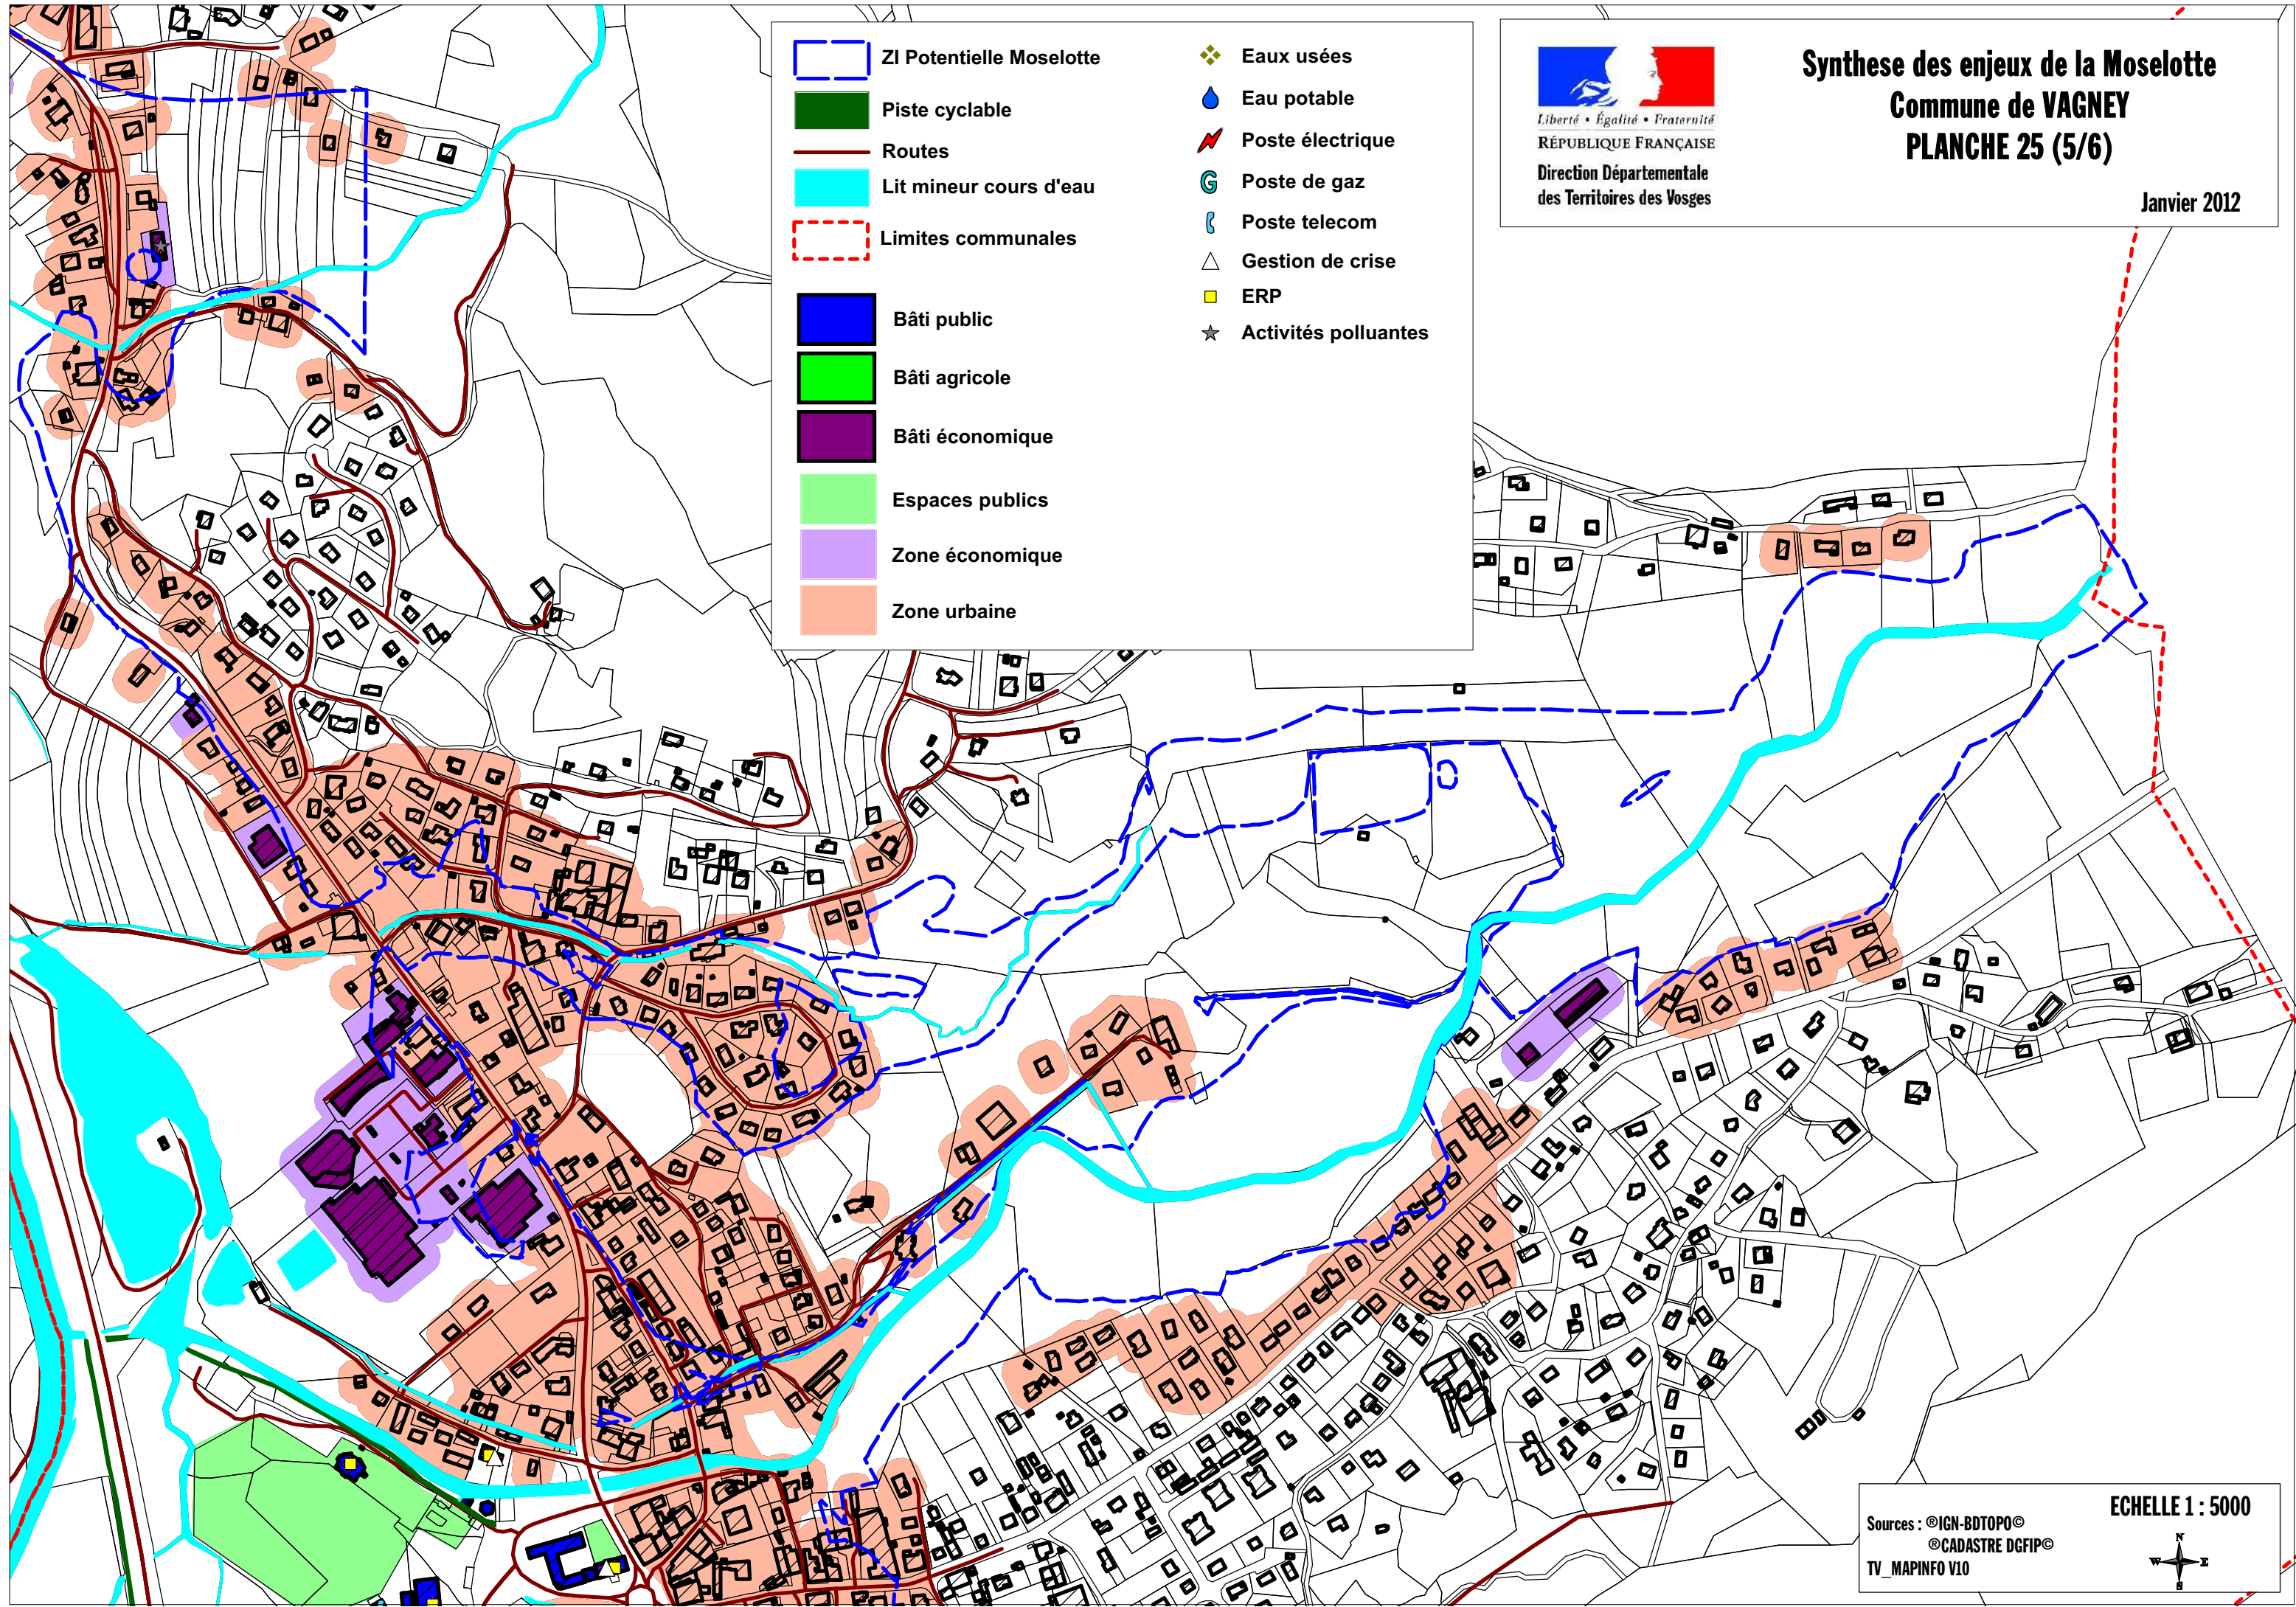 ZI Potentielle Moselotte
Piste cyclable
Routes
Lit mineur cours d'eau
Limites communales
Bâti public
Bâti agricole
Bâti économique
Espaces publics
Zone économique
Zone urbaine
Eaux usées
Eau potable
Poste électrique
G Poste de gaz
Poste telecom
Gestion de crise
ERP
Activités polluantes
Liberté • Égalité • Fraternité
RÉPUBLIQUE FRANÇAISE
Direction Départementale
des Territoires des Vosges
Synthese des enjeux de la Moselotte
Commune de VAGNEY
PLANCHE 25 (5/6)
Janvier 2012
ECHELLE 1 : 5000
Sources : ®IGN-BDTOPO©
®CADASTRE DGFIP©
TV_MAPINFO V10
N
W E
S